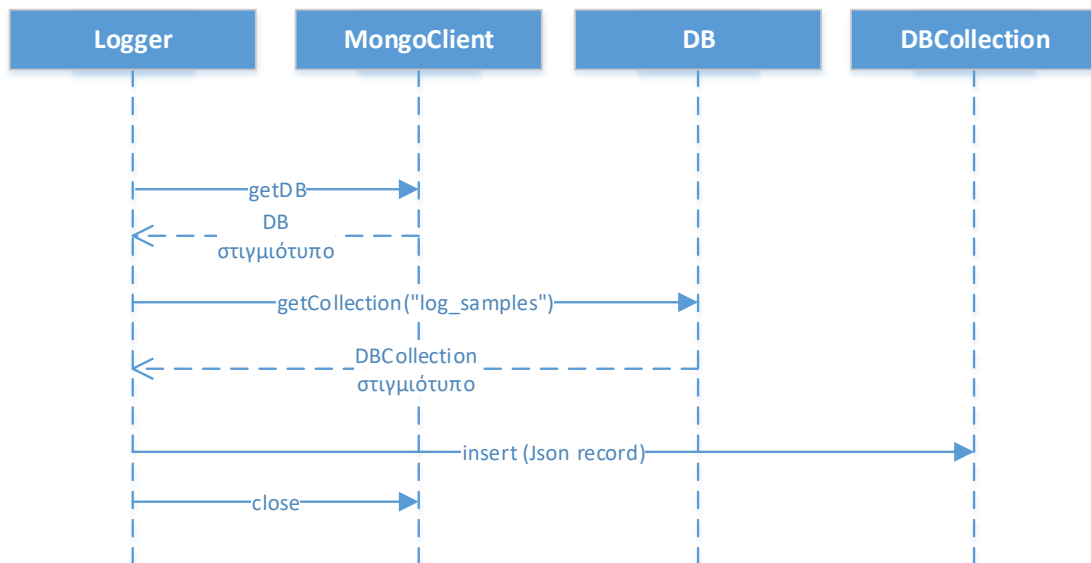 Logger
MongoClient
DB
DBCollection
getDB
DB
στιγμιότυπο
getCollection("log_samples")
DBCollection
στιγμιότυπο
insert (Json record)
close